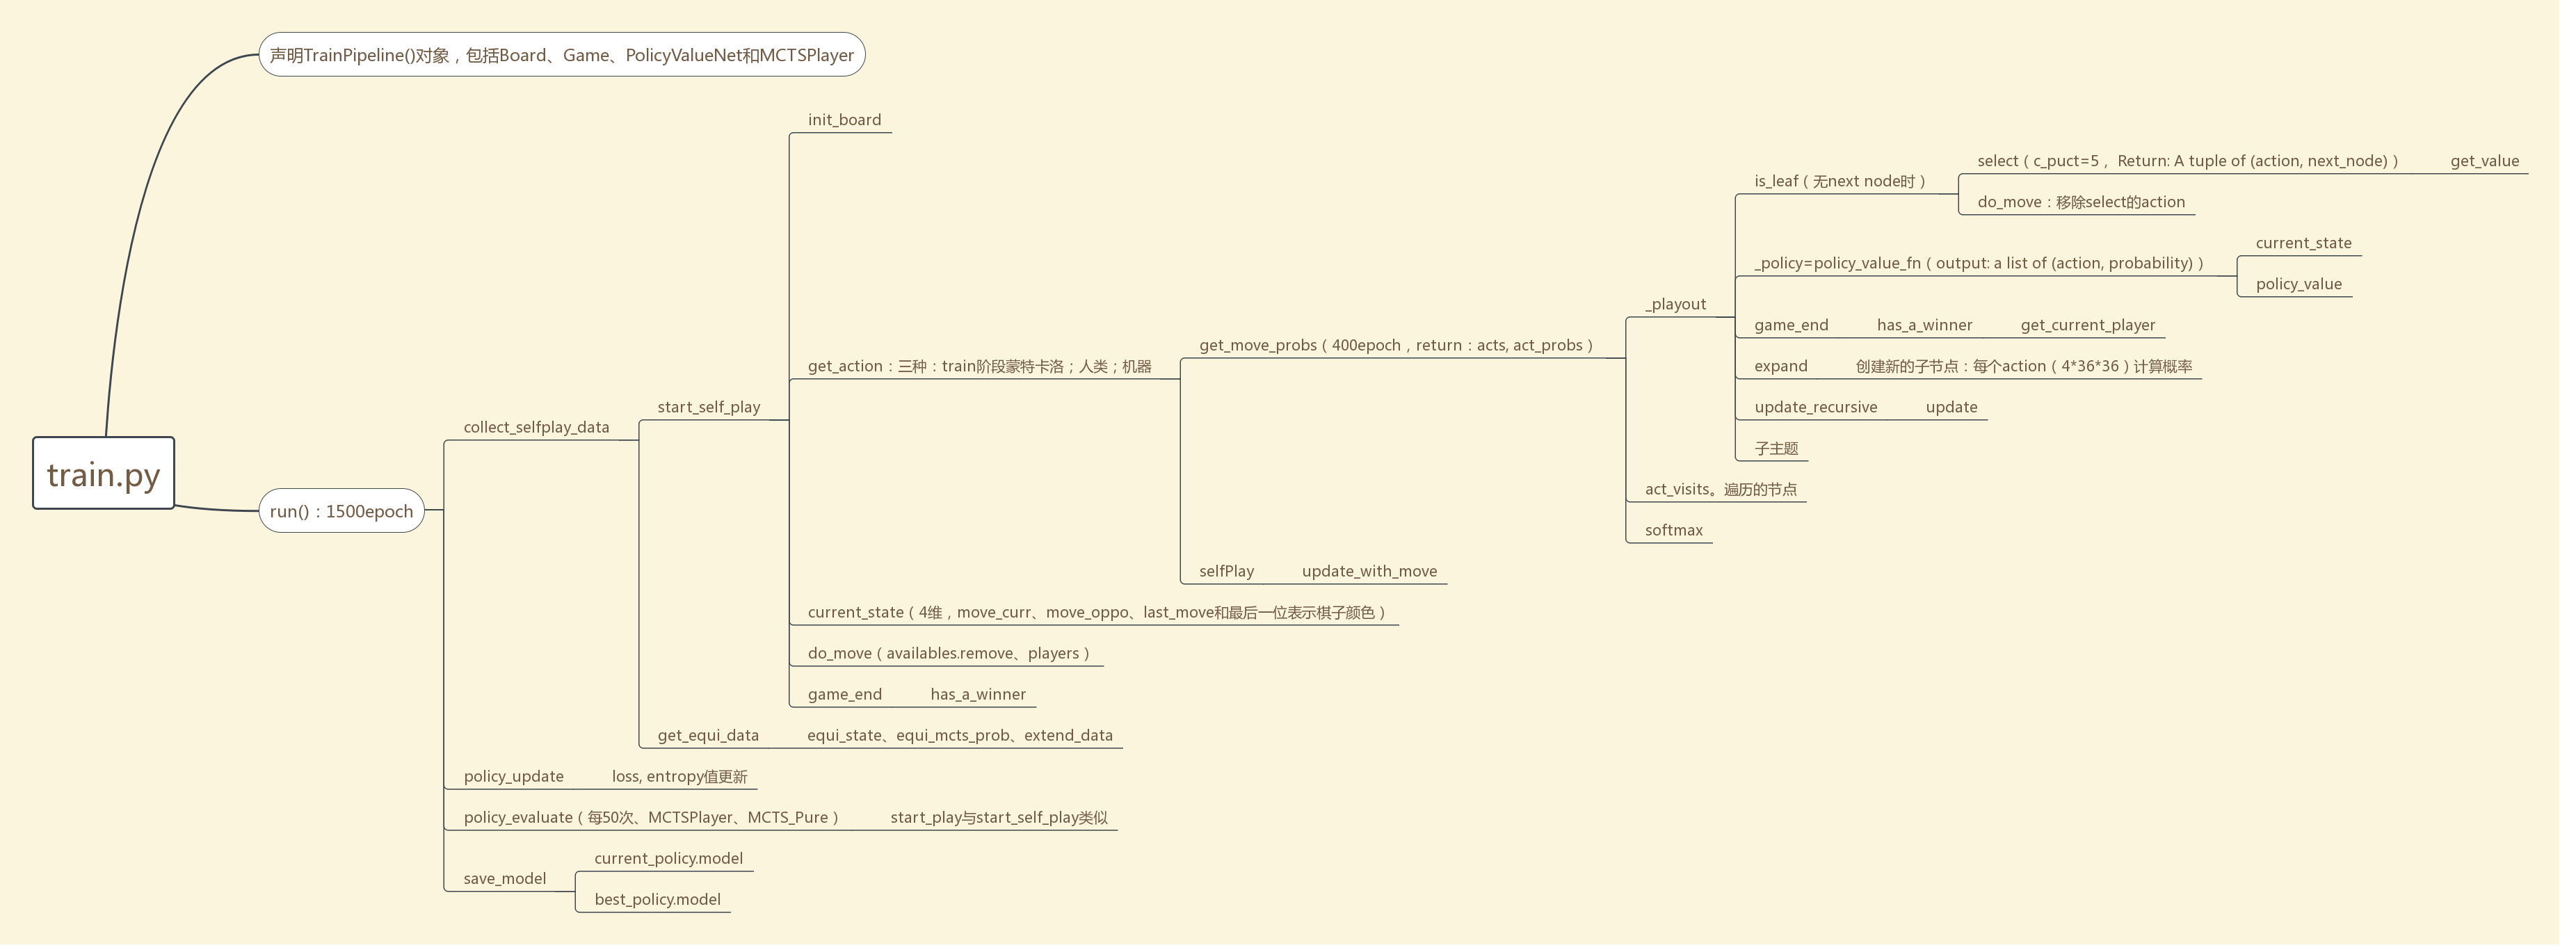 声明TrainPipeline()对象，包括Board、Game、PolicyValueNet和MCTSPlayer
train.py
run()：1500epoch
collect_selfplay_data
start_self_play
init_board
get_action：三种：train阶段蒙特卡洛；人类；机器
get_move_probs（400epoch，return：acts, act_probs）
_playout
is_leaf（无next node时）
select（c_puct=5， Return: A tuple of (action, next_node)）
get_value
do_move：移除select的action
_policy=policy_value_fn（output: a list of (action, probability)）
current_state
policy_value
game_end
has_a_winner
get_current_player
expand
创建新的子节点：每个action（4*36*36）计算概率
update_recursive
update
子主题
act_visits。遍历的节点
softmax
selfPlay
update_with_move
current_state（4维，move_curr、move_oppo、last_move和最后一位表示棋子颜色）
do_move（availables.remove、players）
game_end
has_a_winner
get_equi_data
equi_state、equi_mcts_prob、extend_data
policy_update
loss, entropy值更新
policy_evaluate（每50次、MCTSPlayer、MCTS_Pure）
start_play与start_self_play类似
save_model
current_policy.model
best_policy.model